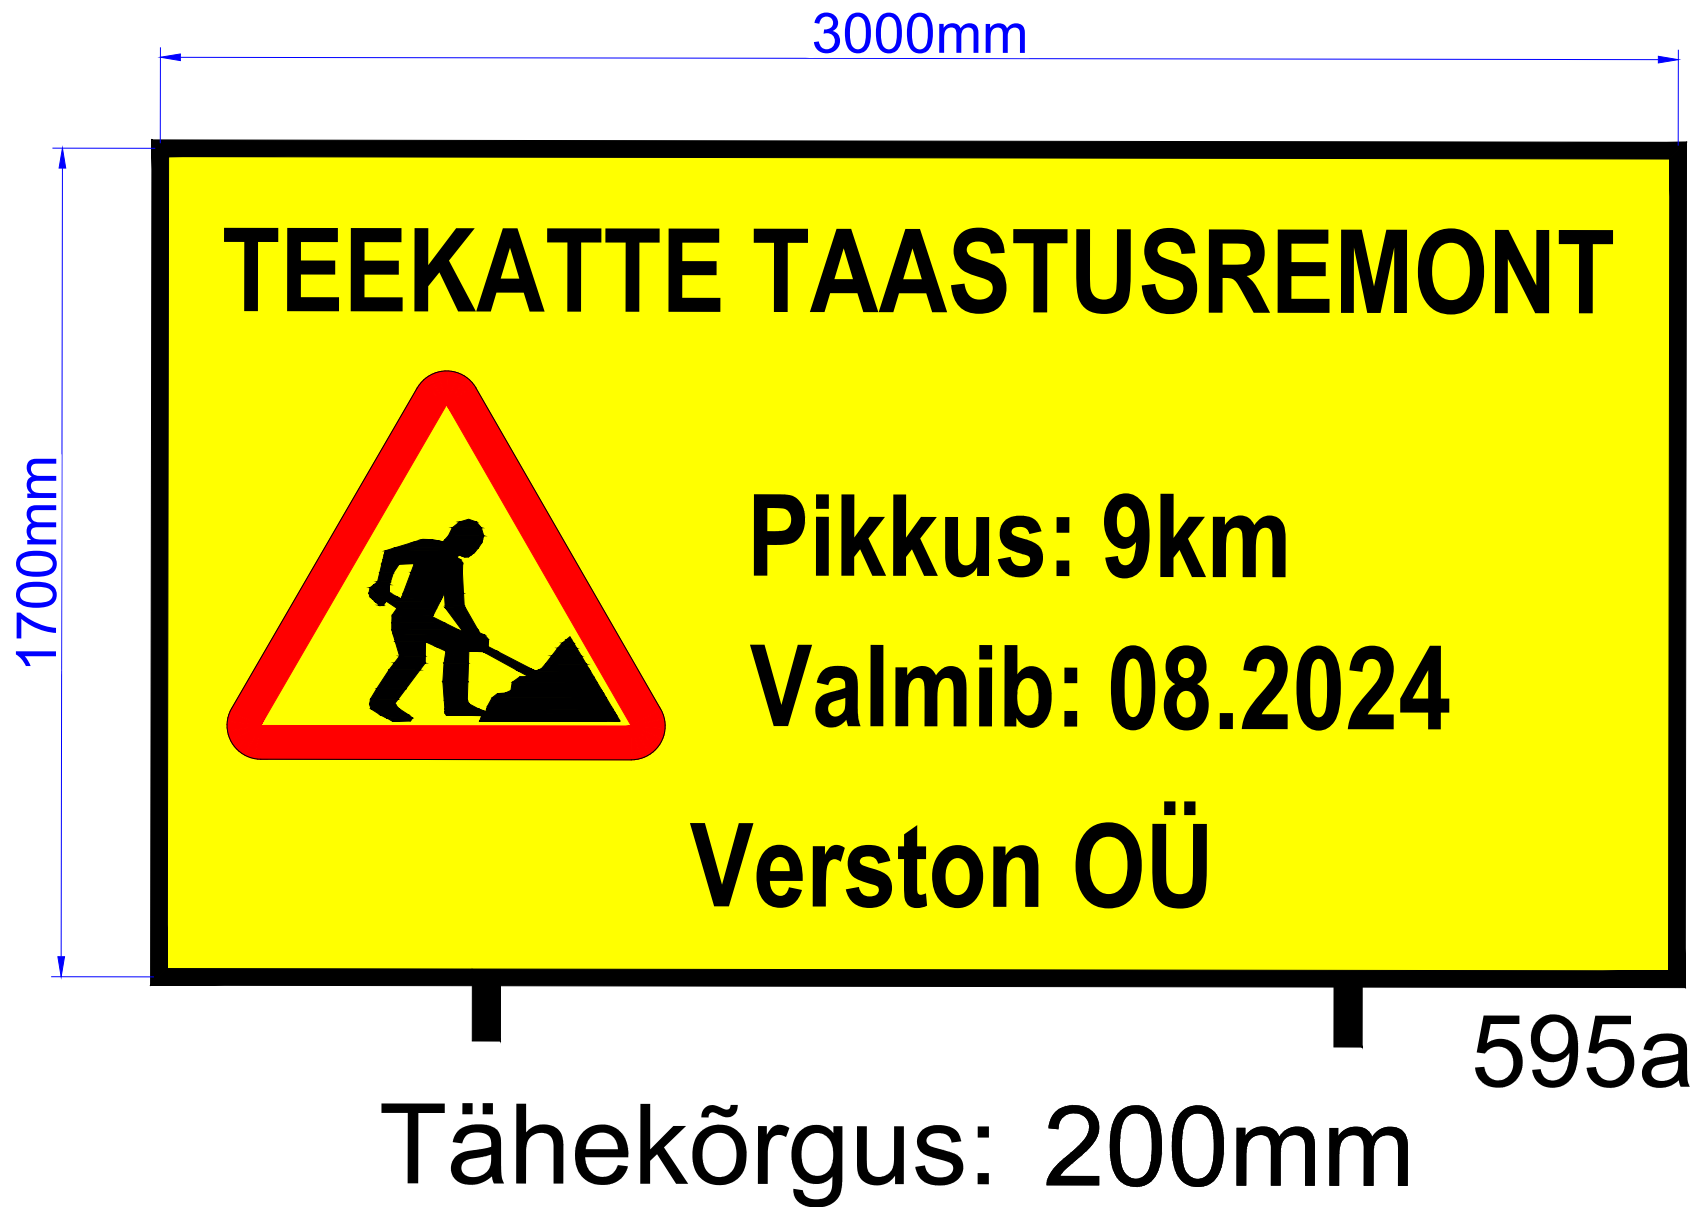 3000mm
1700mm
TEEKATTE TAASTUSREMONT
Pikkus: 9km
Valmib: 08.2024
Verston OÜ
595a
Tähekõrgus: 200mm